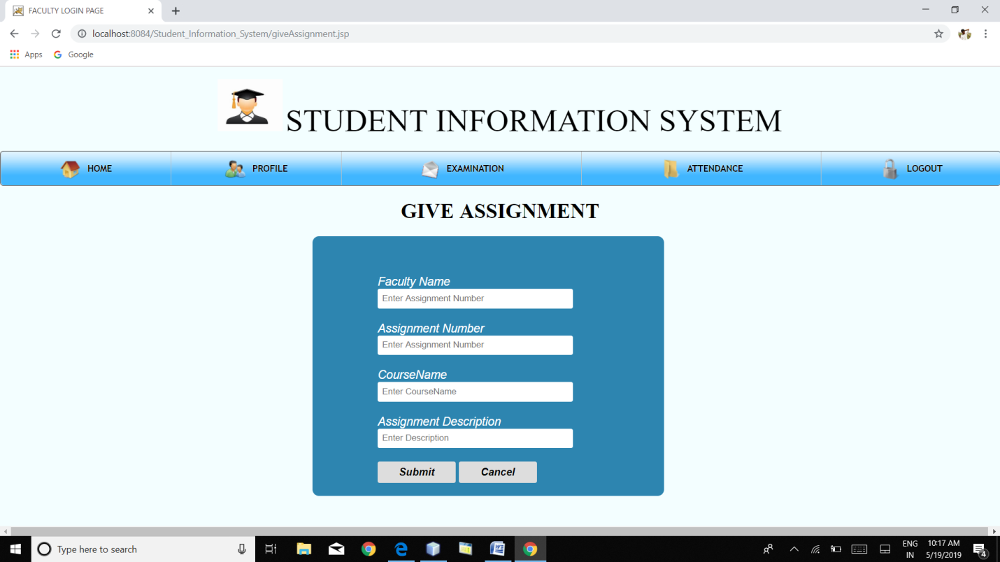 FACULTY LOGIN PAGE
localhost:8084/Student_Information_System/giveAssignment.jsp
Apps Google
STUDENT INFORMATION SYSTEM
HOME PROFILE EXAMINATION ATTENDANCE LOGOUT
GIVE ASSIGNMENT
Faculty Name
Enter Assignment Number
Assignment Number
Enter Assignment Number
CourseName
Enter CourseName
Assignment Description
Enter Description
Submit Cancel
Type here to search
ENG 10:17 AM
IN 5/19/2019 4